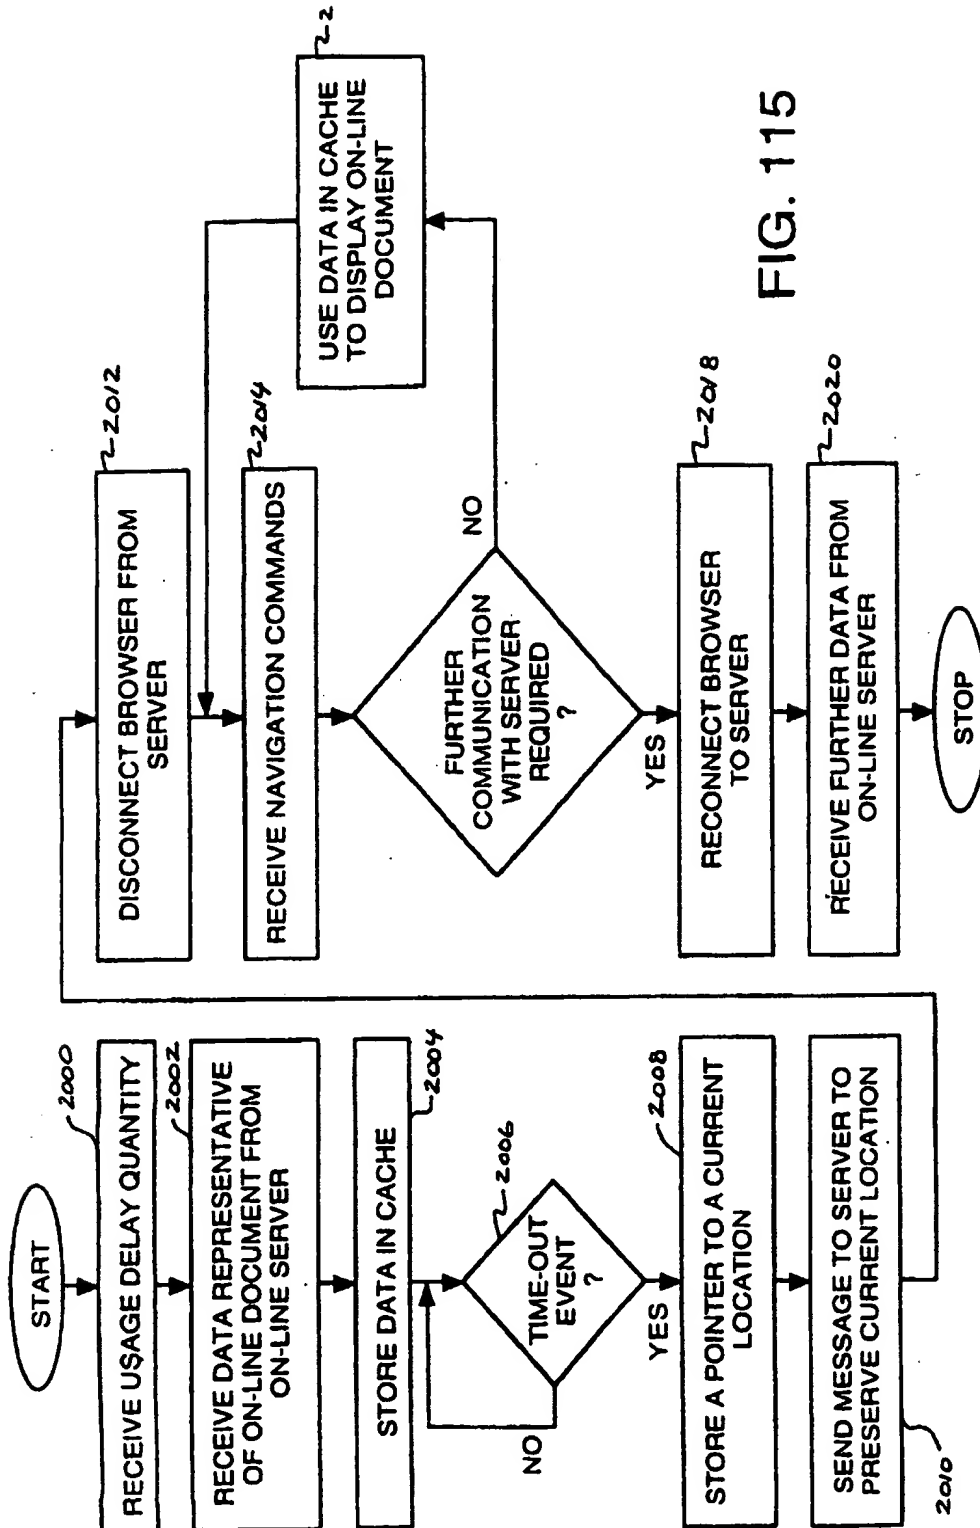 START
2000
RECEIVE USAGE DELAY QUANTITY
2002
RECEIVE DATA REPRESENTATIVE
OF ON-LINE DOCUMENT FROM
ON-LINE SERVER
2004
STORE DATA IN CACHE
2006
TIME-OUT
EVENT
?
NO
YES
2008
STORE A POINTER TO A CURRENT
LOCATION
SEND MESSAGE TO SERVER TO
PRESERVE CURRENT LOCATION
2010
2012
DISCONNECT BROWSER FROM
SERVER
2014
RECEIVE NAVIGATION COMMANDS
FURTHER
COMMUNICATION
WITH SERVER
REQUIRED
?
NO
2
USE DATA IN CACHE
TO DISPLAY ON-LINE
DOCUMENT
YES
2018
RECONNECT BROWSER
TO SERVER
2020
RECEIVE FURTHER DATA FROM
ON-LINE SERVER
STOP
FIG. 115